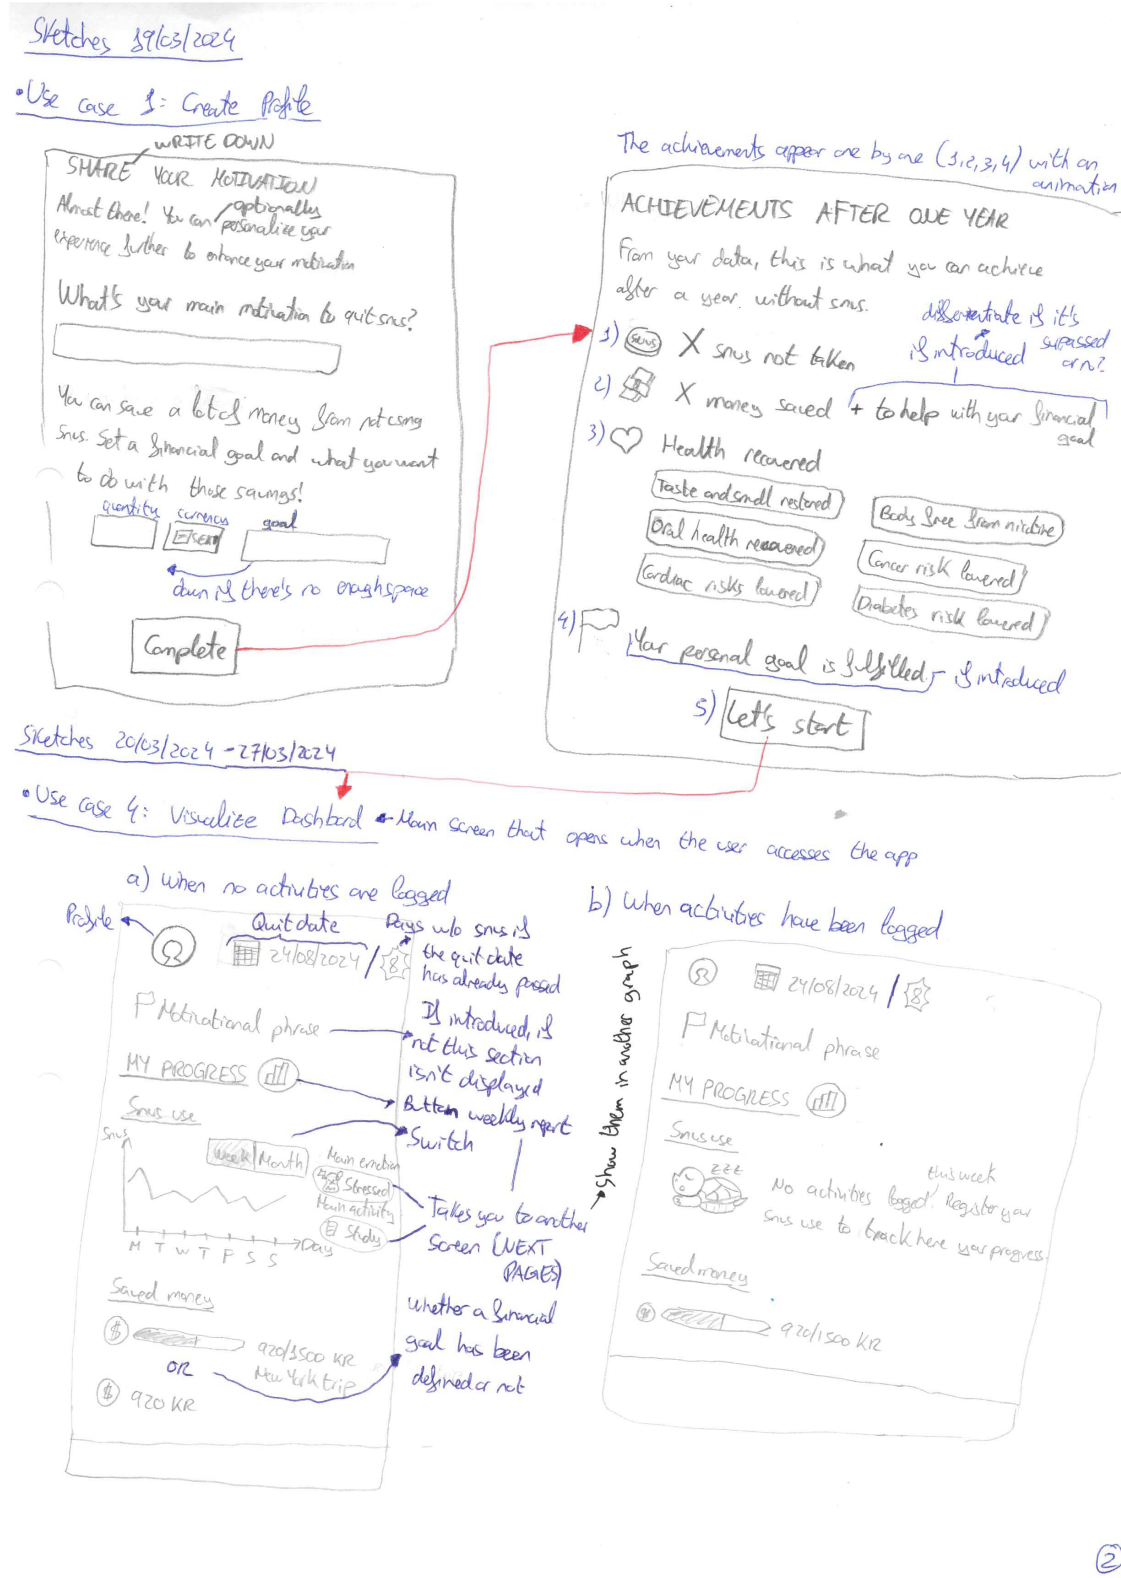 Sketches 19/03/2024
• Use case 1: Create Profile
WRITE DOWN
SHARE YOUR MOTIVATION
optionally
Almost there! You can personalize your
experience further to enhance your motivation
What's your main motivation to quit snus?
You can save a lot of money from not using
snus. Set a financial goal and what you want
to do with those savings!
quantity currency goal
SEK
down if there's no enough space
Complete
The achievements appear one by one (1,2,3,4) with an
animation
ACHIEVEMENTS AFTER ONE YEAR
From your data, this is what you can achieve
after a year without snus.
differentiate if it's
surpassed
or n?
if introduced
1) snus X snus not taken
2) X money saved + to help with your financial
goal
3) Health recovered
Taste and smell restored
Body free from nicotine
Oral health recovered
Cancer risk lowered
Cardiac risks lowered
Diabetes risk lowered
4) Your personal goal is fulfilled - if introduced
5) Let's start
Sketches 20/03/2024 - 27/03/2024
• Use case 4: Visualize Dashbord Main screen that opens when the user accesses the app
a) When no activities are logged
Profile
Quit date
24/08/2024 / 8
Days w/o snus if
the quit date
has already passed
Motivational phrase
If introduced, if
not this section
isn't displayed
MY PROGRESS
Button weekly report
Snus use
Switch
Snus
Week Month
Main emotion
Stressed
Main activity
Study
M T W T F S S Day
Takes you to another
screen (NEXT
PAGES)
Show them in another graph
Saved money
$ 920/1500 KR
New York trip
OR
$ 920 KR
Whether a financial
goal has been
defined or not
b) When activities have been logged
24/08/2024 / 8
Motivational phrase
MY PROGRESS
Snus use
zzz
this week
No activities logged! Register your
snus use to track here your progress.
Saved money
$ 920/1500 KR
2